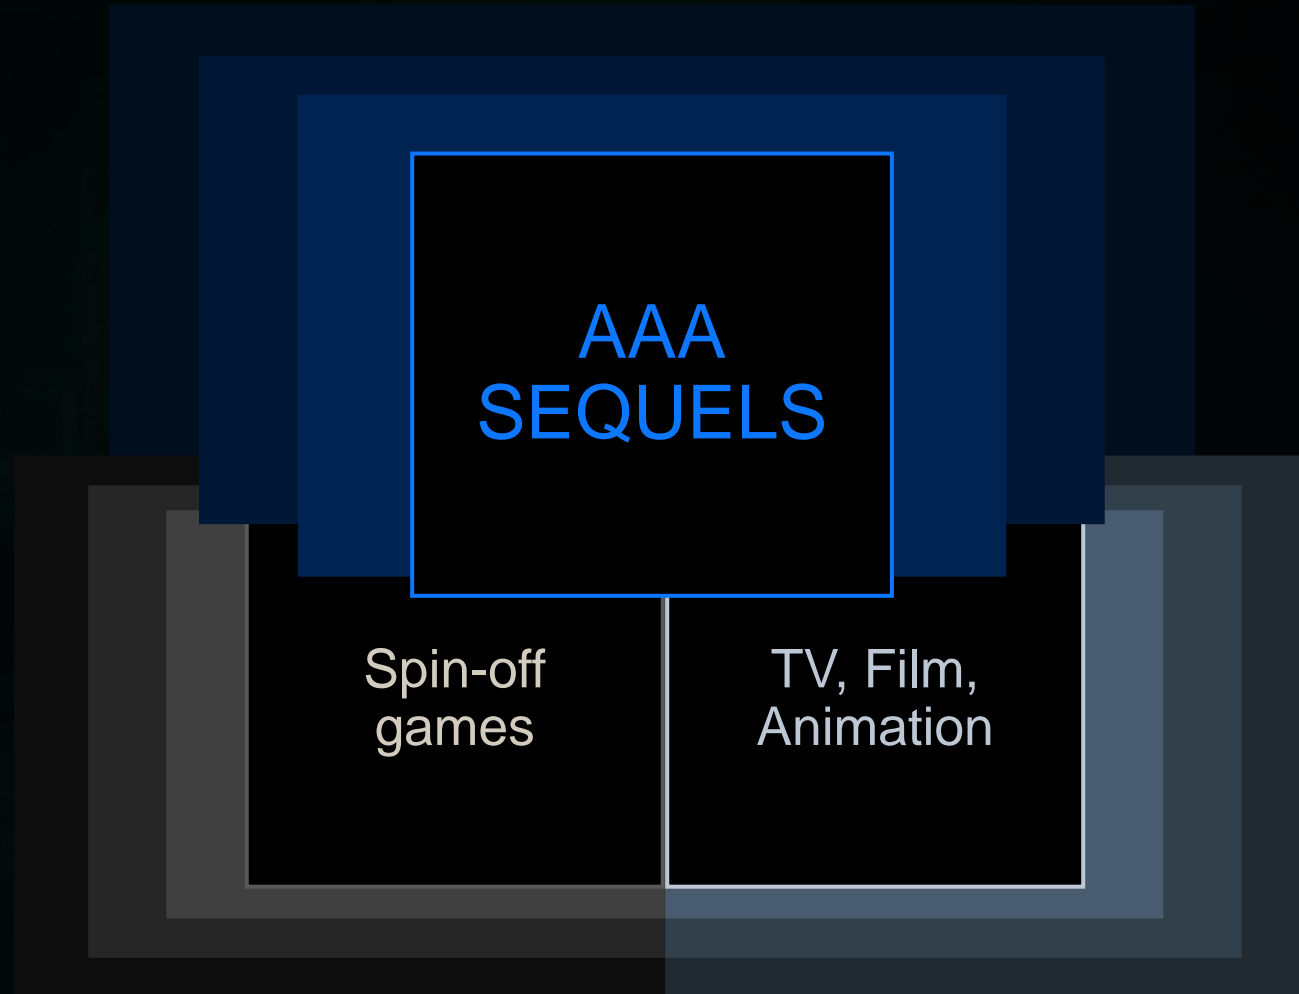 AAA
SEQUELS
Spin-off
games
TV, Film,
Animation